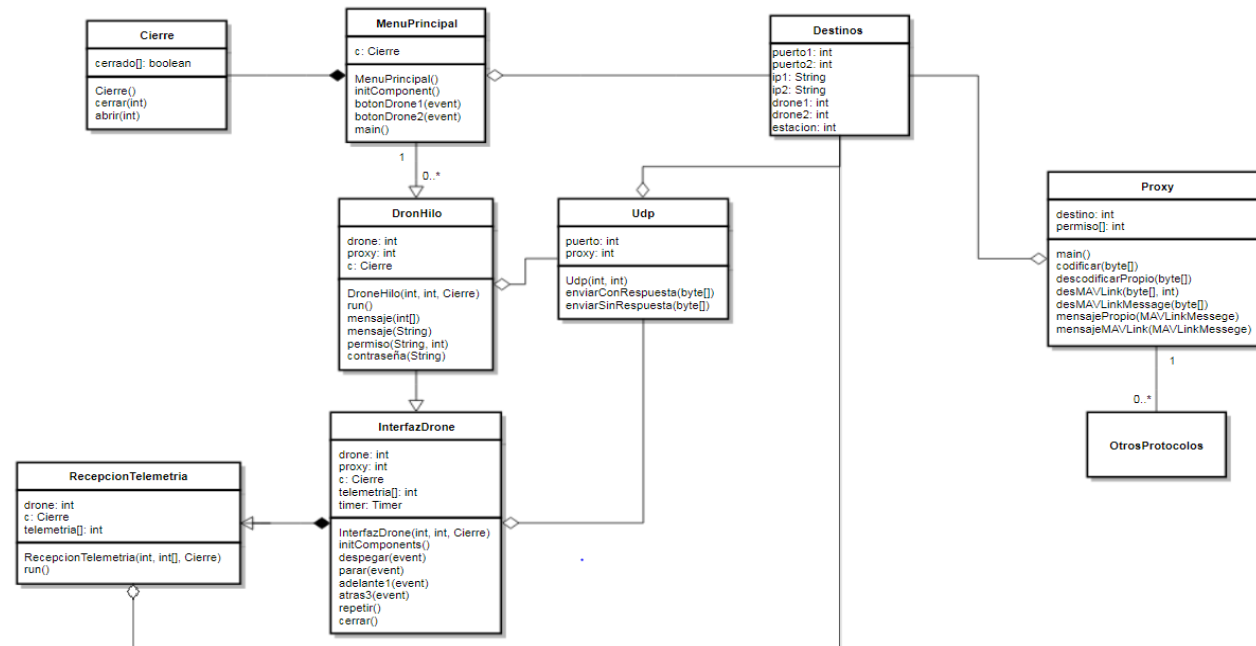 Cierre
cerrado[]: boolean
Cierre()
cerrar(int)
abrir(int)
MenuPrincipal
c: Cierre
MenuPrincipal()
initComponent()
botonDrone1(event)
botonDrone2(event)
main()
1
0..*
Destinos
puerto1: int
puerto2: int
ip1: String
ip2: String
drone1: int
drone2: int
estacion: int
DronHilo
drone: int
proxy: int
c: Cierre
DroneHilo(int, int, Cierre)
run()
mensaje(int[])
mensaje(String)
permiso(String, int)
contraseña(String)
Udp
puerto: int
proxy: int
Udp(int, int)
enviarConRespuesta(byte[])
enviarSinRespuesta(byte[])
Proxy
destino: int
permiso[]: int
main()
codificar(byte[])
descodificarPropio(byte[])
desMAVLink(byte[], int)
desMAVLinkMessage(byte[])
mensajePropio(MAVLinkMessege)
mensajeMAVLink(MAVLinkMessege)
1
0..*
OtrosProtocolos
InterfazDrone
drone: int
proxy: int
c: Cierre
telemetria[]: int
timer: Timer
InterfazDrone(int, int, Cierre)
initComponents()
despegar(event)
parar(event)
adelante1(event)
atras3(event)
repetir()
cerrar()
RecepcionTelemetria
drone: int
c: Cierre
telemetria[]: int
RecepcionTelemetria(int, int[], Cierre)
run()